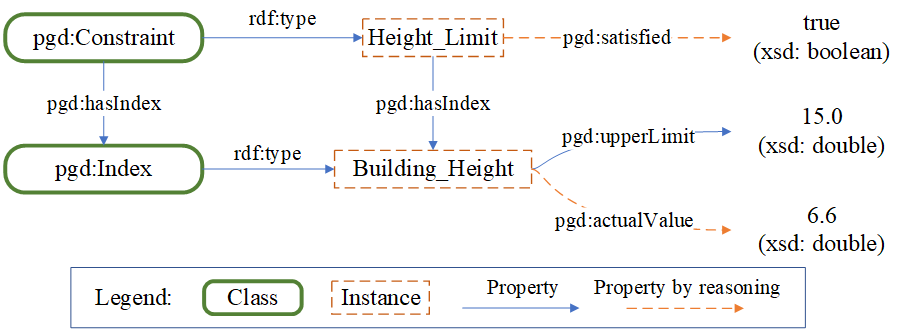 pgd:Constraint
rdf:type
Height_Limit
pgd:satisfied
true
(xsd: boolean)
pgd:hasIndex
pgd:hasIndex
pgd:Index
rdf:type
Building_Height
pgd:upperLimit
15.0
(xsd: double)
pgd:actualValue
6.6
(xsd: double)
Legend:
Class
Instance
Property
Property by reasoning